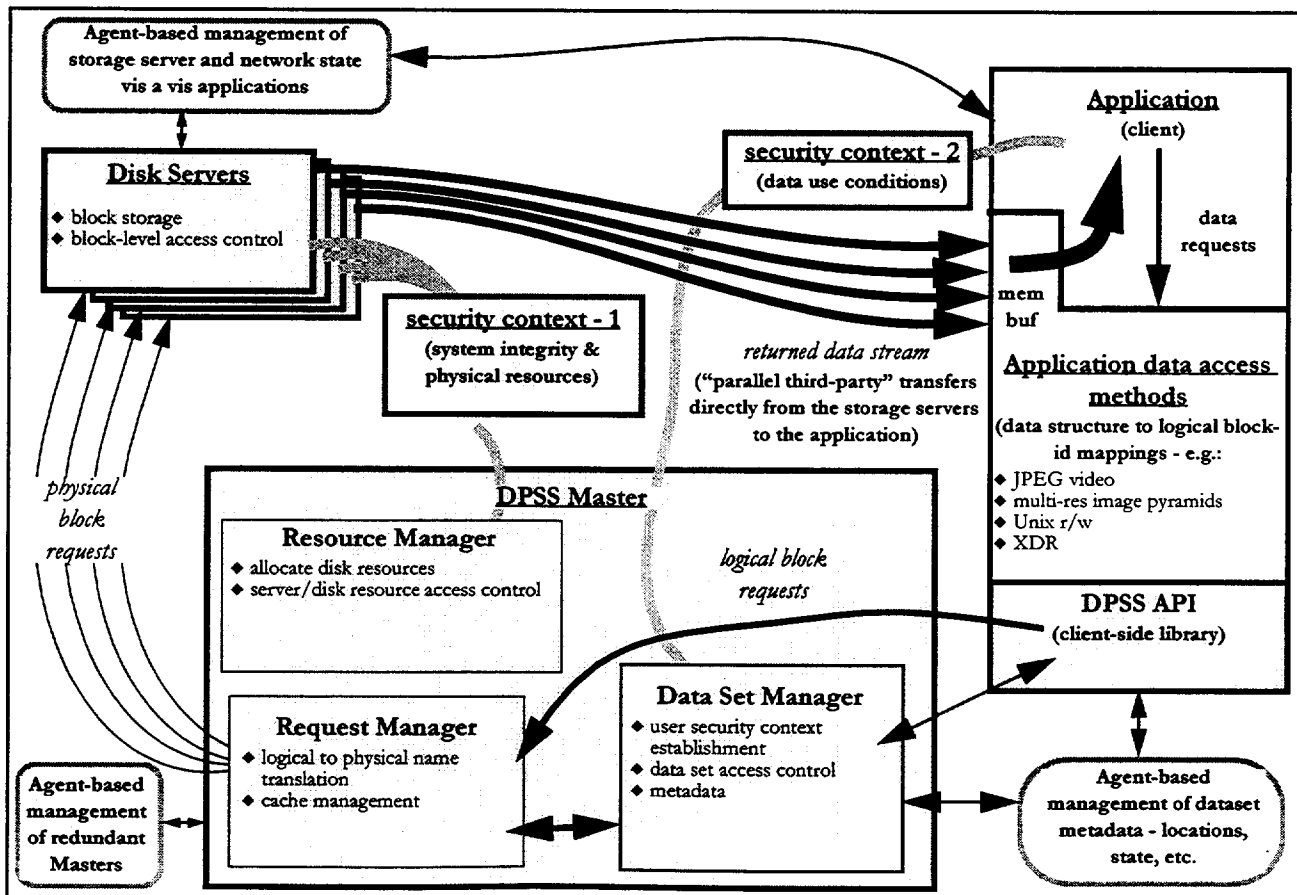 Agent-based management of
storage server and network state
vis a vis applications
Application
(client)
security context - 2
(data use conditions)
Disk Servers
◆ block storage
◆ block-level access control
data
requests
mem
buf
security context - 1
(system integrity &
physical resources)
returned data stream
(“parallel third-party” transfers
directly from the storage servers
to the application)
Application data access
methods
(data structure to logical block-
id mappings - e.g.:
◆ JPEG video
◆ multi-res image pyramids
◆ Unix r/w
◆ XDR
physical
block
requests
DPSS Master
Resource Manager
◆ allocate disk resources
◆ server/disk resource access control
logical block
requests
DPSS API
(client-side library)
Data Set Manager
◆ user security context
establishment
◆ data set access control
◆ metadata
Request Manager
◆ logical to physical name
translation
◆ cache management
Agent-based
management
of redundant
Masters
Agent-based
management of dataset
metadata - locations,
state, etc.